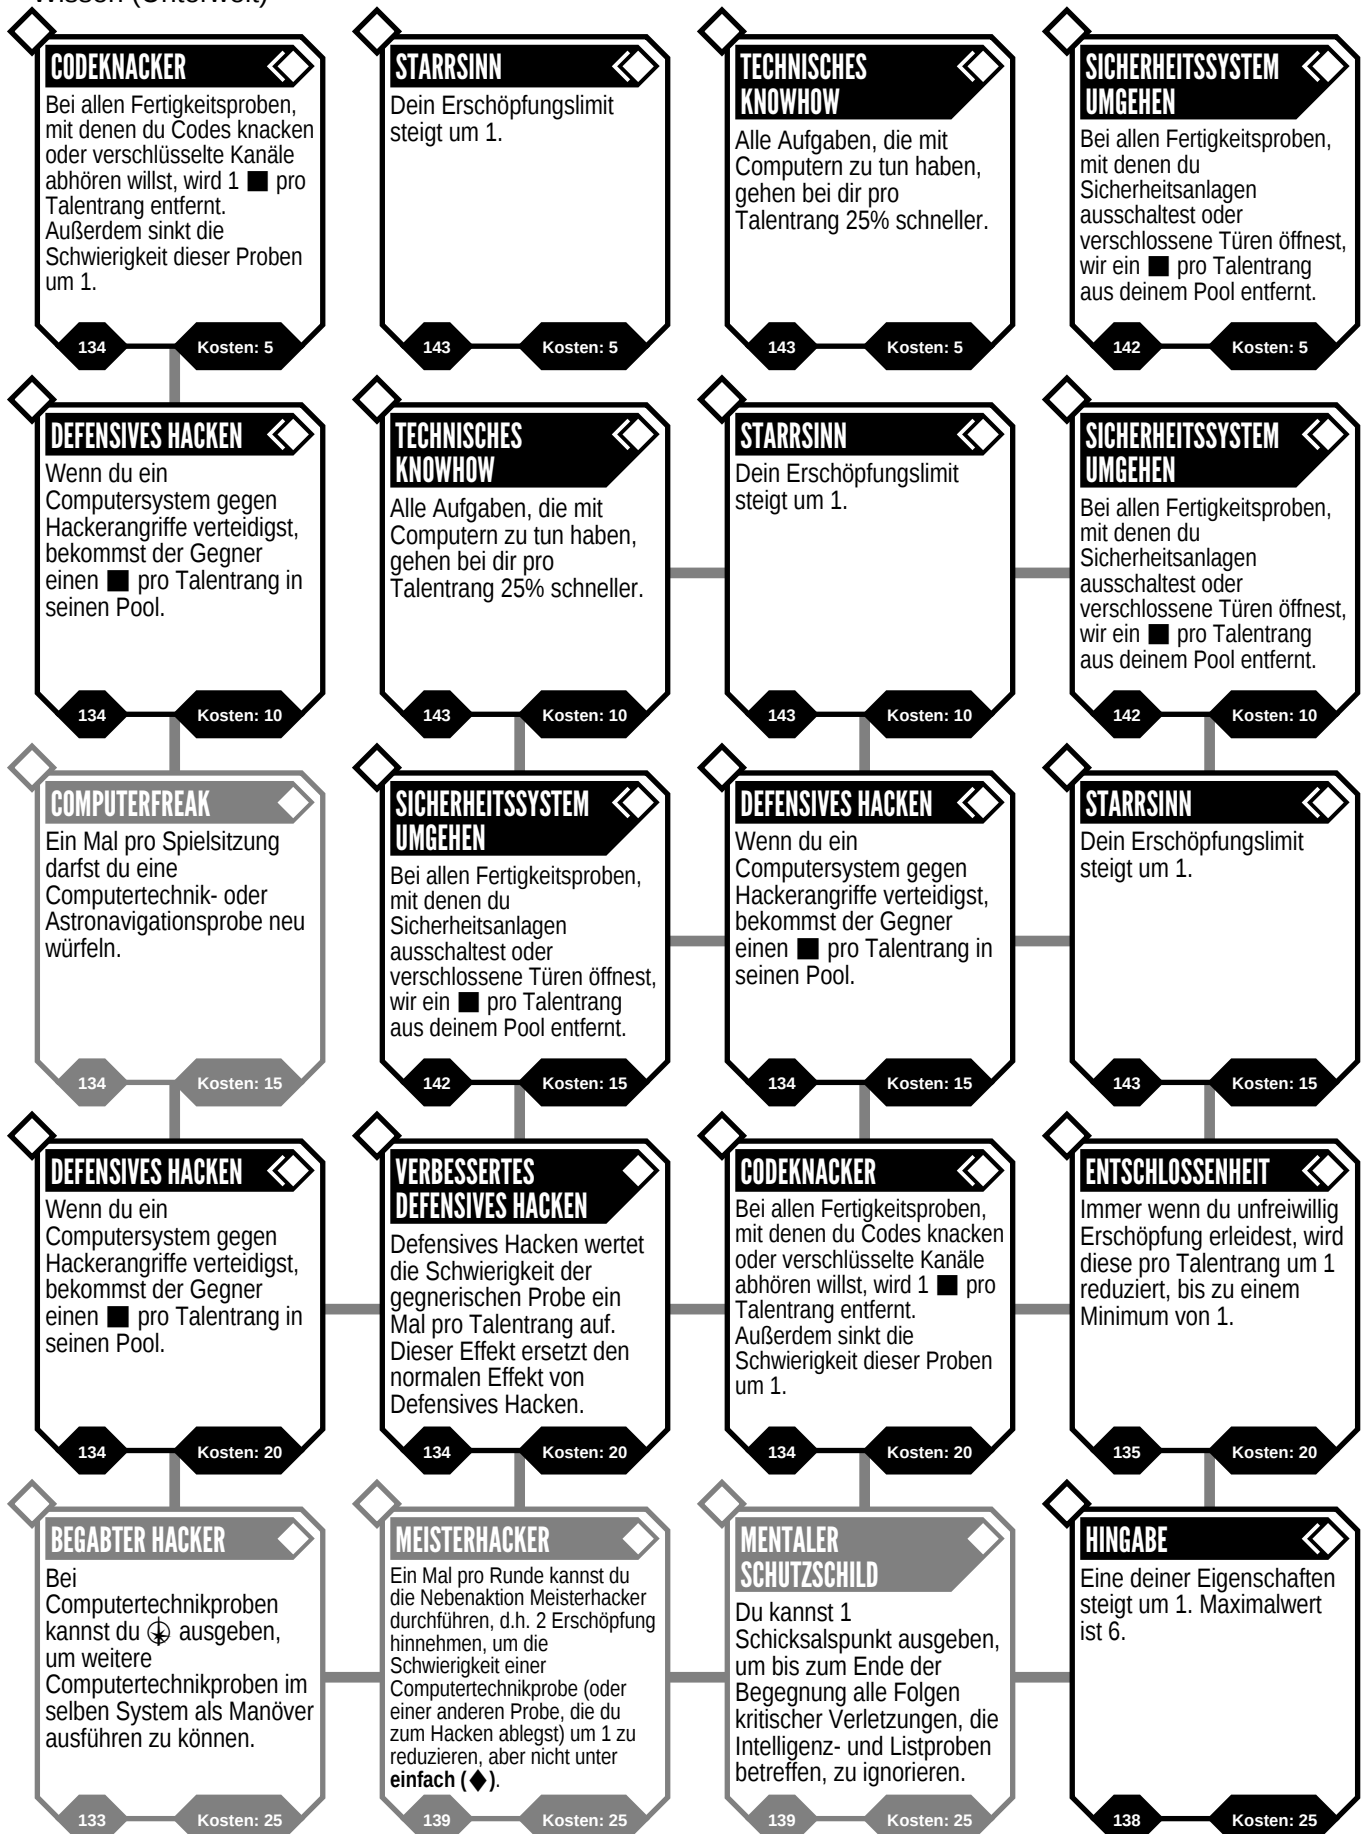 Wissen (Unterwelt)
CODEKNACKER
Bei allen Fertigkeitsproben,
mit denen du Codes knacken
oder verschlüsselte Kanäle
abhören willst, wird 1 ■ pro
Talentrang entfernt.
Außerdem sinkt die
Schwierigkeit dieser Proben
um 1.
134
Kosten: 5
STARRSINN
Dein Erschöpfungslimit
steigt um 1.
143
Kosten: 5
TECHNISCHES
KNOWHOW
Alle Aufgaben, die mit
Computern zu tun haben,
gehen bei dir pro
Talentrang 25% schneller.
143
Kosten: 5
SICHERHEITSSYSTEM
UMGEHEN
Bei allen Fertigkeitsproben,
mit denen du
Sicherheitsanlagen
ausschaltest oder
verschlossene Türen öffnest,
wir ein ■ pro Talentrang
aus deinem Pool entfernt.
142
Kosten: 5
DEFENSIVES HACKEN
Wenn du ein
Computersystem gegen
Hackerangriffe verteidigst,
bekommst der Gegner
einen ■ pro Talentrang in
seinen Pool.
134
Kosten: 10
TECHNISCHES
KNOWHOW
Alle Aufgaben, die mit
Computern zu tun haben,
gehen bei dir pro
Talentrang 25% schneller.
143
Kosten: 10
STARRSINN
Dein Erschöpfungslimit
steigt um 1.
143
Kosten: 10
SICHERHEITSSYSTEM
UMGEHEN
Bei allen Fertigkeitsproben,
mit denen du
Sicherheitsanlagen
ausschaltest oder
verschlossene Türen öffnest,
wir ein ■ pro Talentrang
aus deinem Pool entfernt.
142
Kosten: 10
COMPUTERFREAK
Ein Mal pro Spielsitzung
darfst du eine
Computertechnik- oder
Astronavigationsprobe neu
würfeln.
134
Kosten: 15
SICHERHEITSSYSTEM
UMGEHEN
Bei allen Fertigkeitsproben,
mit denen du
Sicherheitsanlagen
ausschaltest oder
verschlossene Türen öffnest,
wir ein ■ pro Talentrang
aus deinem Pool entfernt.
142
Kosten: 15
DEFENSIVES HACKEN
Wenn du ein
Computersystem gegen
Hackerangriffe verteidigst,
bekommst der Gegner
einen ■ pro Talentrang in
seinen Pool.
134
Kosten: 15
STARRSINN
Dein Erschöpfungslimit
steigt um 1.
143
Kosten: 15
DEFENSIVES HACKEN
Wenn du ein
Computersystem gegen
Hackerangriffe verteidigst,
bekommst der Gegner
einen ■ pro Talentrang in
seinen Pool.
134
Kosten: 20
VERBESSERTES
DEFENSIVES HACKEN
Defensives Hacken wertet
die Schwierigkeit der
gegnerischen Probe ein
Mal pro Talentrang auf.
Dieser Effekt ersetzt den
normalen Effekt von
Defensives Hacken.
134
Kosten: 20
CODEKNACKER
Bei allen Fertigkeitsproben,
mit denen du Codes knacken
oder verschlüsselte Kanäle
abhören willst, wird 1 ■ pro
Talentrang entfernt.
Außerdem sinkt die
Schwierigkeit dieser Proben
um 1.
134
Kosten: 20
ENTSCHLOSSENHEIT
Immer wenn du unfreiwillig
Erschöpfung erleidest, wird
diese pro Talentrang um 1
reduziert, bis zu einem
Minimum von 1.
135
Kosten: 20
BEGABTER HACKER
Bei
Computertechnikproben
kannst du ausgeben,
um weitere
Computertechnikproben im
selben System als Manöver
ausführen zu können.
133
Kosten: 25
MEISTERHACKER
Ein Mal pro Runde kannst du
die Nebenaktion Meisterhacker
durchführen, d.h. 2 Erschöpfung
hinnehmen, um die
Schwierigkeit einer
Computertechnikprobe (oder
einer anderen Probe, die du
zum Hacken ablegst) um 1 zu
reduzieren, aber nicht unter
einfach (♦).
139
Kosten: 25
MENTALER
SCHUTZSCHILD
Du kannst 1
Schicksalspunkt ausgeben,
um bis zum Ende der
Begegnung alle Folgen
kritischer Verletzungen, die
Intelligenz- und Listproben
betreffen, zu ignorieren.
139
Kosten: 25
HINGABE
Eine deiner Eigenschaften
steigt um 1. Maximalwert
ist 6.
138
Kosten: 25